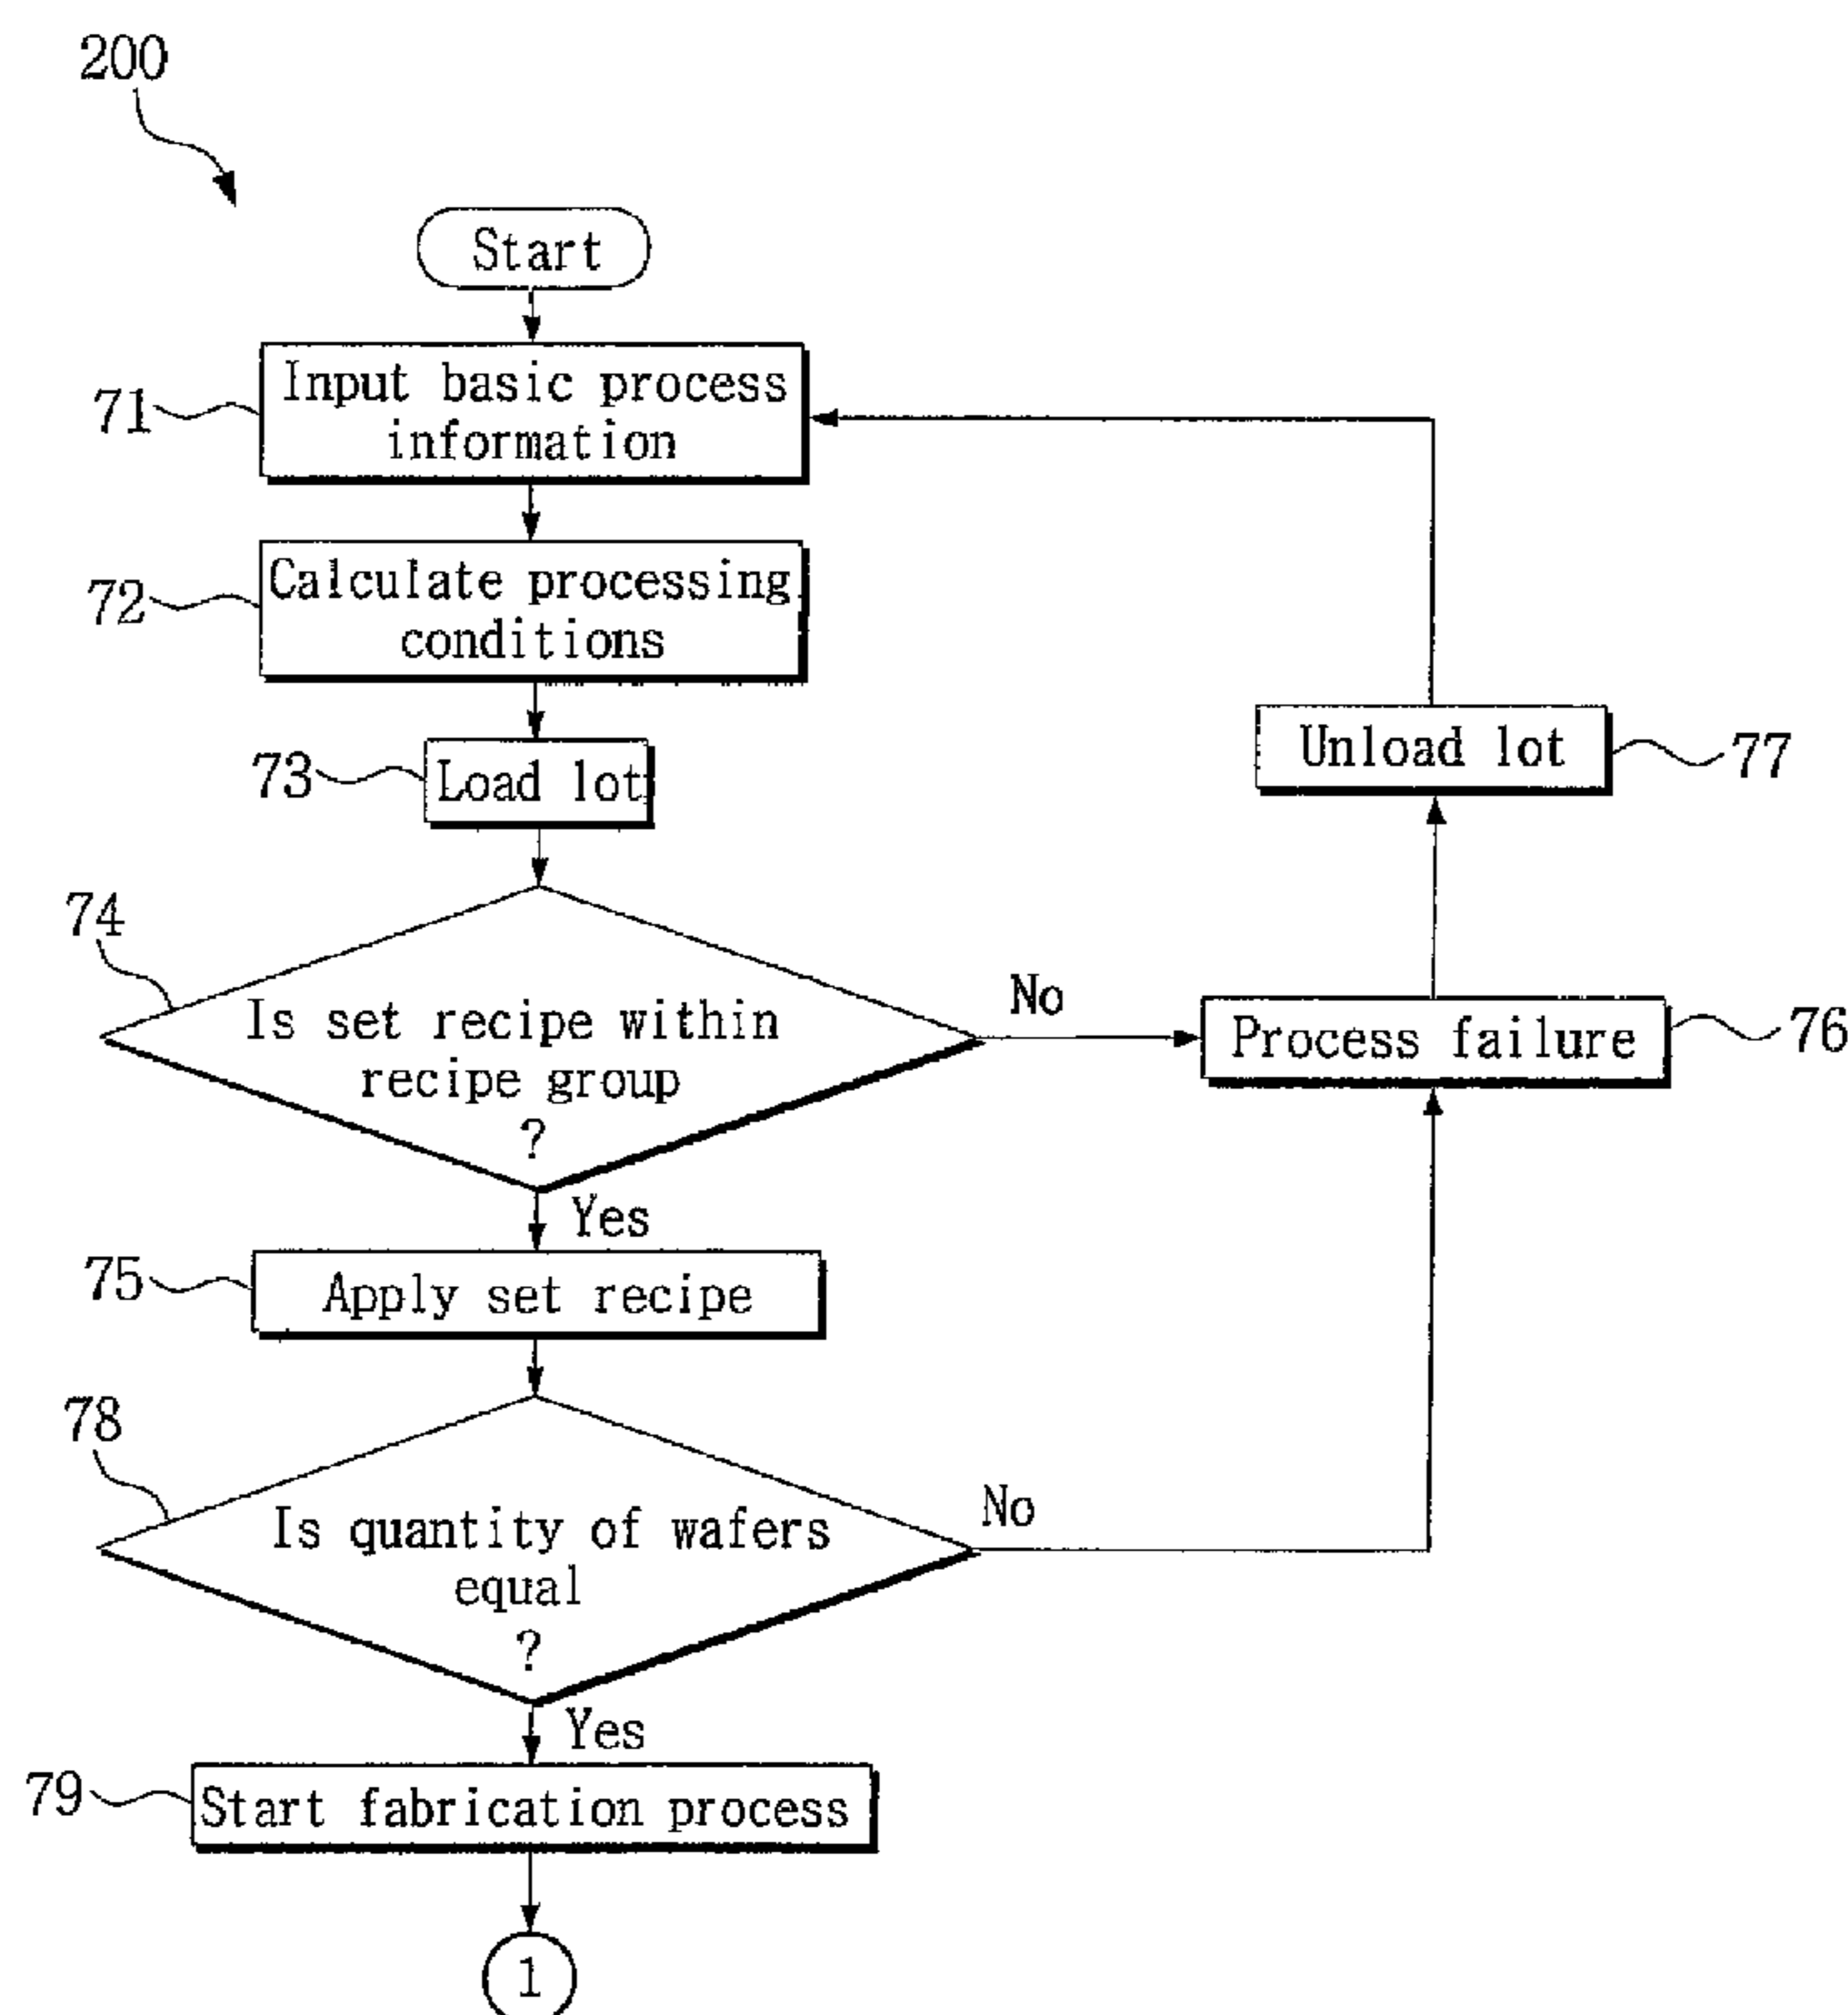 200
Start
71
Input basic process
information
72
Calculate processing
conditions
73
Load lot
Unload lot
77
74
Is set recipe within
recipe group
?
No
Process failure
76
Yes
75
Apply set recipe
78
Is quantity of wafers
equal
?
No
Yes
79
Start fabrication process
1